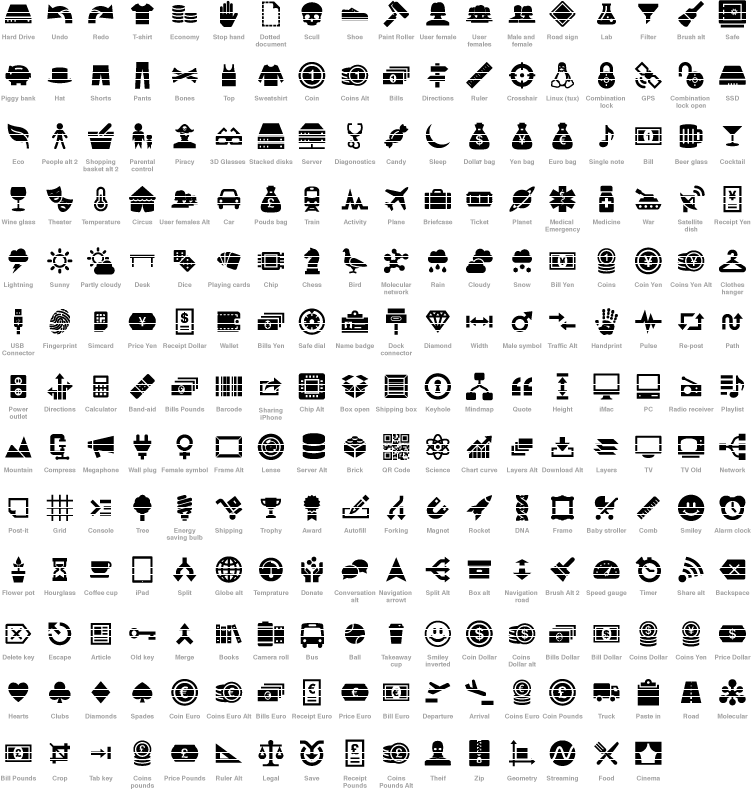 Hard Drive Undo Redo T-shirt Economy Stop hand Dotted Scull Shoe Paint Roller User female User Male and Road sign Lab Filter Brush alt Safe
document females female
Piggy bank Hat Shorts Pants Bones Top Sweatshirt Coin Coins Alt Bills Directions Ruler Crosshair Linux (tux) Combination GPS Combination SSD
lock lock open
Eco People alt 2 Shopping Parental Piracy 3D Glasses Stacked disks Server Diagonostics Candy Sleep Dollar bag Yen bag Euro bag Single note Bill Beer glass Cocktail
basket alt 2 control
Wine glass Theater Temperature Circus User females Alt Car Pouds bag Train Activity Plane Briefcase Ticket Planet Medical Medicine War Satellite Receipt Yen
Emergency dish
Lightning Sunny Partly cloudy Desk Dice Playing cards Chip Chess Bird Molecular Rain Cloudy Snow Bill Yen Coins Coin Yen Coins Yen Alt Clothes
network hanger
USB Fingerprint Simcard Price Yen Receipt Dollar Wallet Bills Yen Safe dial Name badge Dock Diamond Width Male symbol Traffic Alt Handprint Pulse Re-post Path
Connector connector
Power Directions Calculator Band-aid Bills Pounds Barcode Sharing Chip Alt Box open Shipping box Keyhole Mindmap Quote Height iMac PC Radio receiver Playlist
outlet iPhone
Mountain Compress Megaphone Wall plug Female symbol Frame Alt Lense Server Alt Brick QR Code Science Chart curve Layers Alt Download Alt Layers TV TV Old Network
Post-it Grid Console Tree Energy Shipping Trophy Award Autofill Forking Magnet Rocket DNA Frame Baby stroller Comb Smiley Alarm clock
saving bulb
Flower pot Hourglass Coffee cup iPad Split Globe alt Temprature Donate Conversation Navigation Split Alt Box alt Navigation Brush Alt 2 Speed gauge Timer Share alt Backspace
alt arrowt road
Delete key Escape Article Old key Merge Books Camera roll Bus Ball Takeaway Smiley Coin Dollar Coins Bills Dollar Bill Dollar Coins Dollar Coins Yen Price Dollar
cup inverted Dollar alt
Hearts Clubs Diamonds Spades Coin Euro Coins Euro Alt Bills Euro Receipt Euro Price Euro Bill Euro Departure Arrival Coins Euro Coin Pounds Truck Paste in Road Molecular
Bill Pounds Crop Tab key Coins Price Pounds Ruler Alt Legal Save Receipt Coins Theif Zip Geometry Streaming Food Cinema
pounds Pounds Pounds Alt